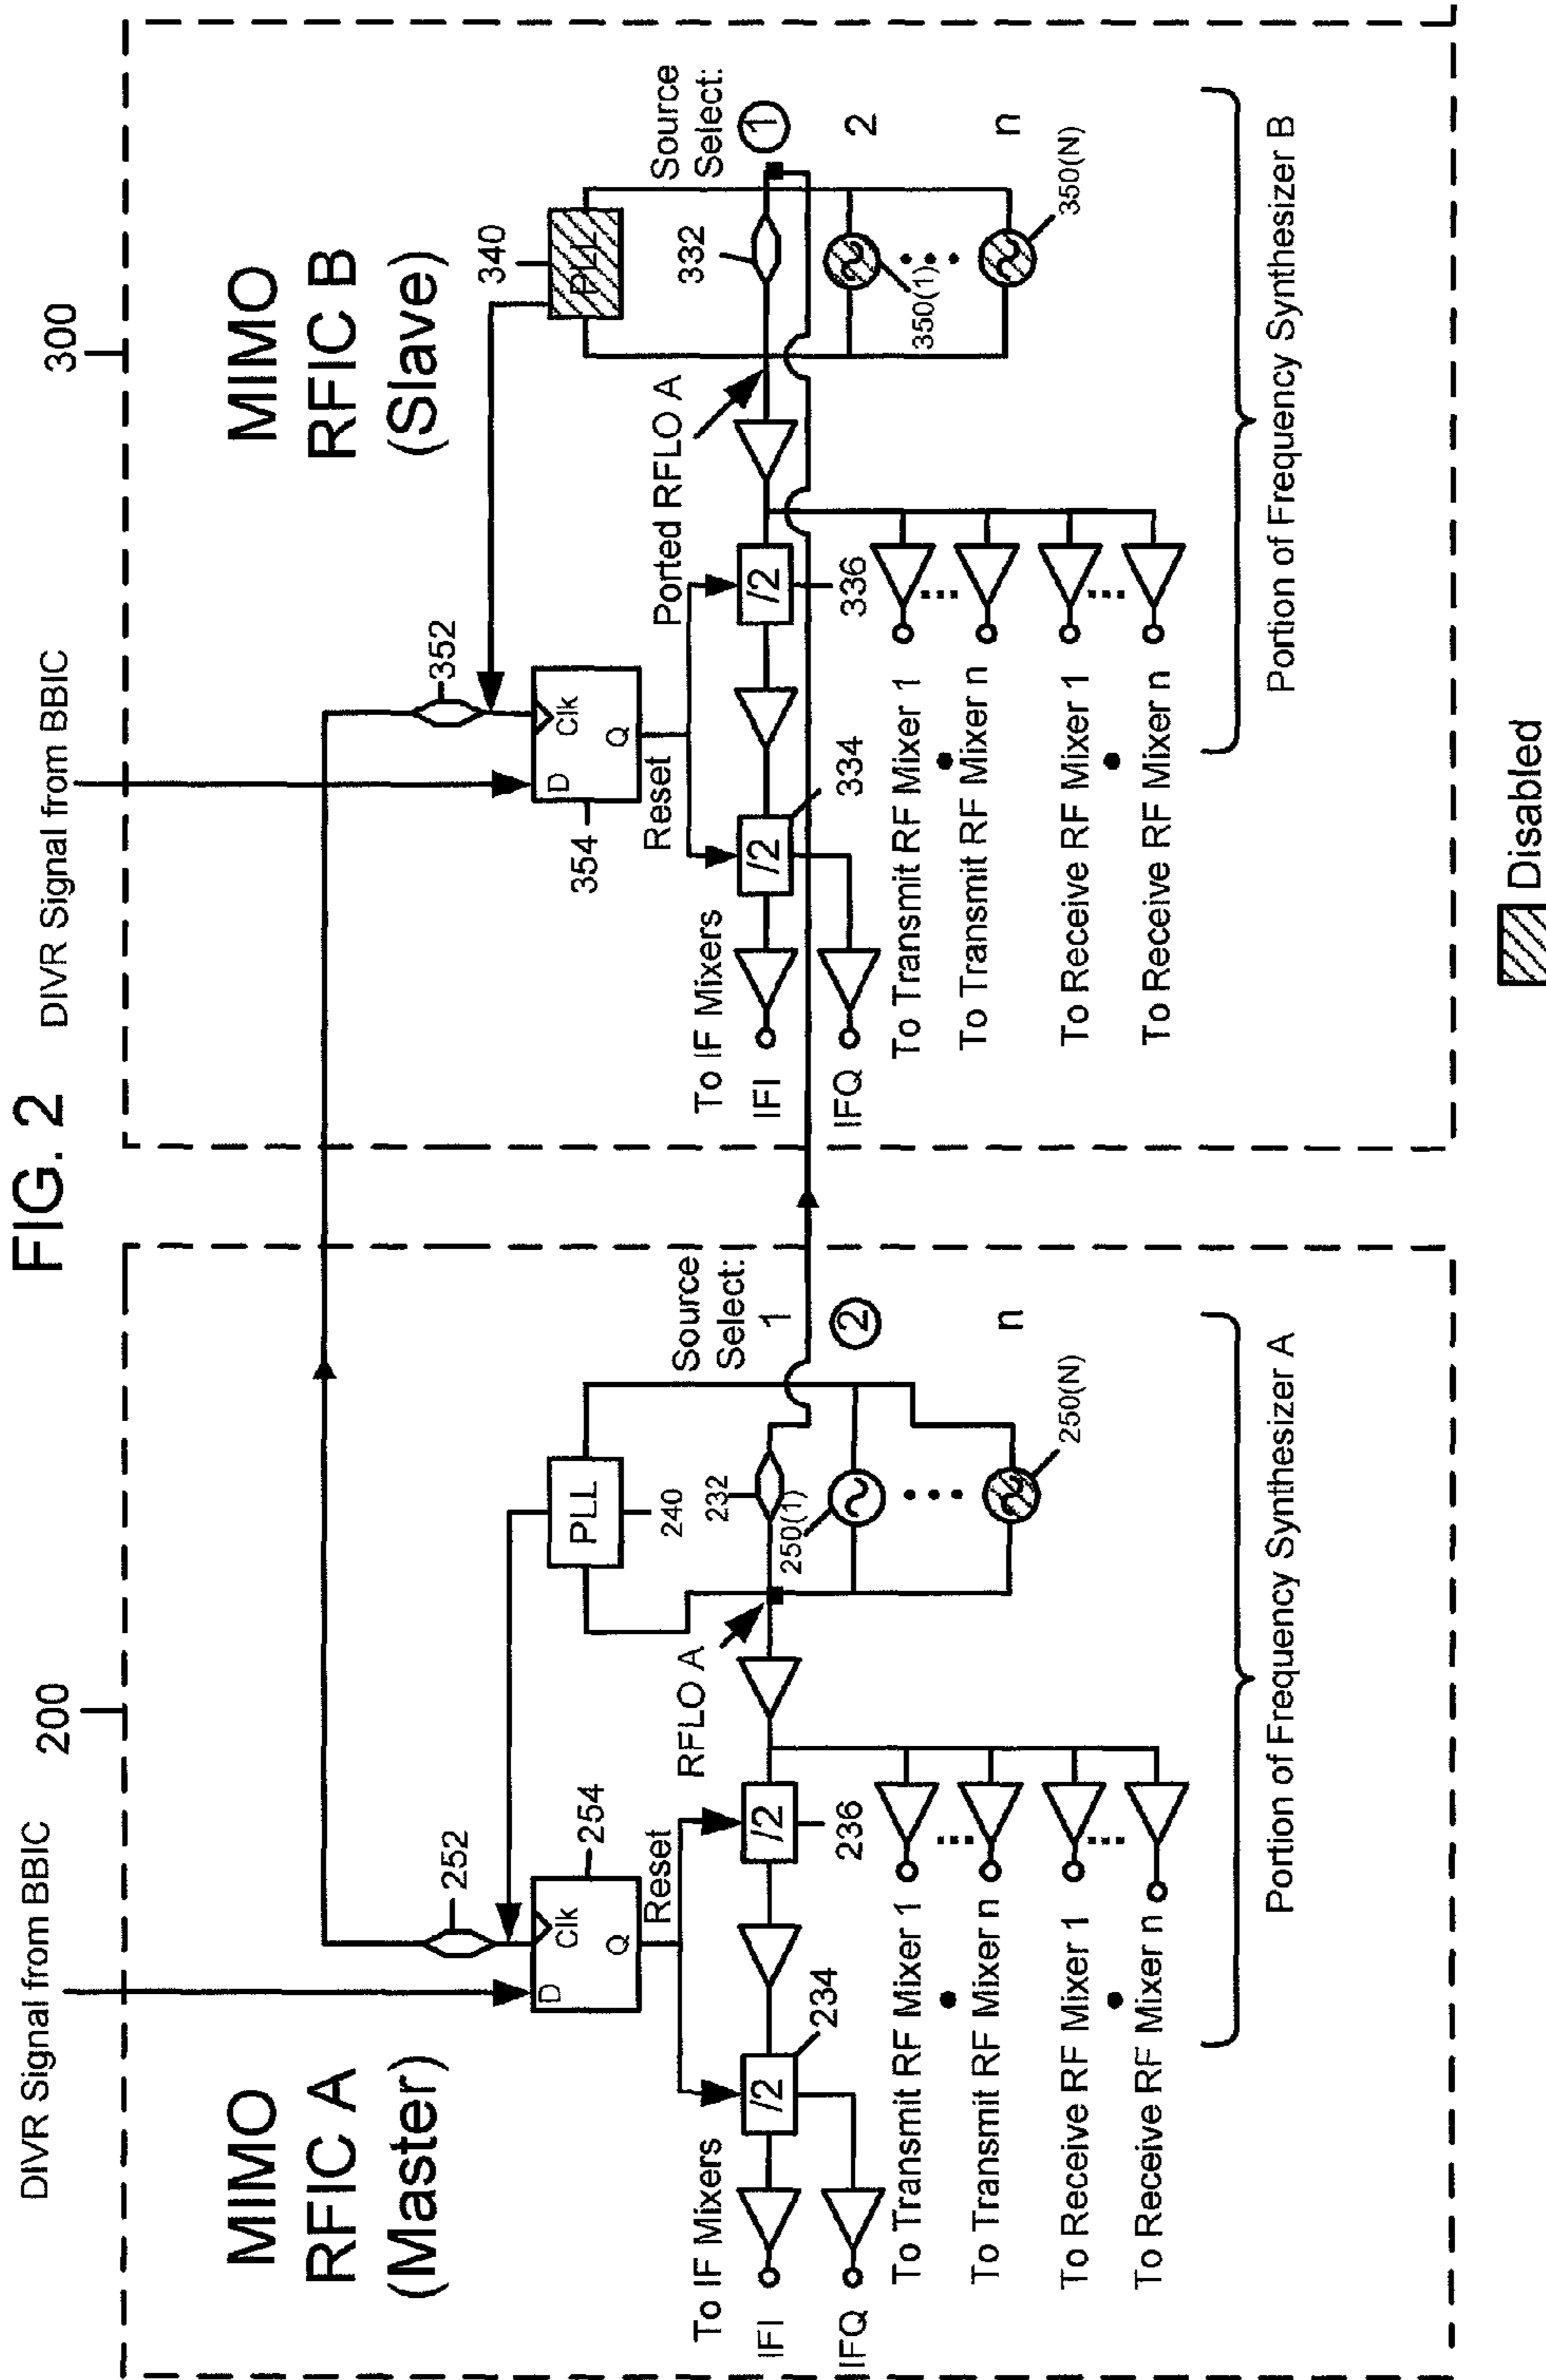 FIG. 2
DIVR Signal from BBIC
200
MIMO
RFIC A
(Master)
252
D
Clk
Q
254
Reset
PLL
240
RFLO A
232
Source
Select:
1
2
n
250(1)
250(N)
/2
234
/2
236
To IF Mixers
IFI
IFQ
To Transmit RF Mixer 1
To Transmit RF Mixer n
To Receive RF Mixer 1
To Receive RF Mixer n
Portion of Frequency Synthesizer A
DIVR Signal from BBIC
300
MIMO
RFIC B
(Slave)
352
D
Clk
Q
354
Reset
PLL
340
Ported RFLO A
332
Source
Select:
1
2
n
350(1)
350(N)
/2
334
/2
336
To IF Mixers
IFI
IFQ
To Transmit RF Mixer 1
To Transmit RF Mixer n
To Receive RF Mixer 1
To Receive RF Mixer n
Portion of Frequency Synthesizer B
Disabled